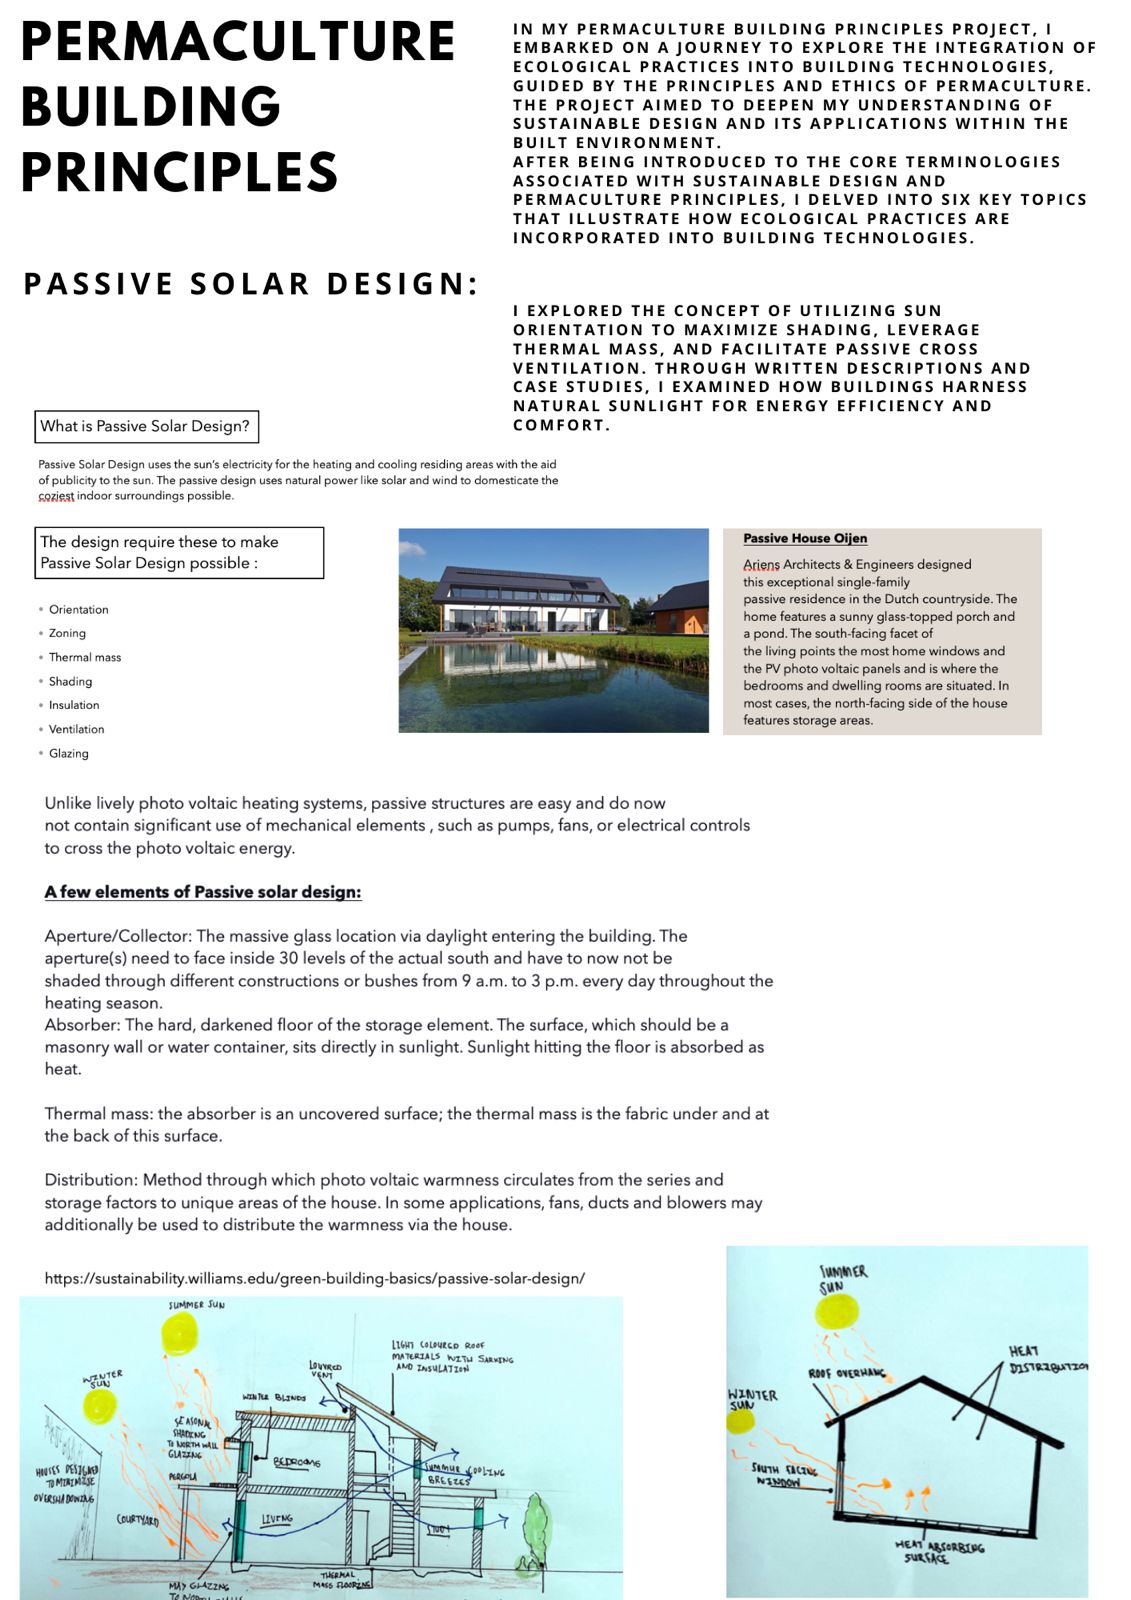 PERMACULTURE
BUILDING
PRINCIPLES
IN MY PERMACULTURE BUILDING PRINCIPLES PROJECT, I
EMBARKED ON A JOURNEY TO EXPLORE THE INTEGRATION OF
ECOLOGICAL PRACTICES INTO BUILDING TECHNOLOGIES,
GUIDED BY THE PRINCIPLES AND ETHICS OF PERMACULTURE.
THE PROJECT AIMED TO DEEPEN MY UNDERSTANDING OF
SUSTAINABLE DESIGN AND ITS APPLICATIONS WITHIN THE
BUILT ENVIRONMENT.
AFTER BEING INTRODUCED TO THE CORE TERMINOLOGIES
ASSOCIATED WITH SUSTAINABLE DESIGN AND
PERMACULTURE PRINCIPLES, I DELVED INTO SIX KEY TOPICS
THAT ILLUSTRATE HOW ECOLOGICAL PRACTICES ARE
INCORPORATED INTO BUILDING TECHNOLOGIES.
PASSIVE SOLAR DESIGN:
I EXPLORED THE CONCEPT OF UTILIZING SUN
ORIENTATION TO MAXIMIZE SHADING, LEVERAGE
THERMAL MASS, AND FACILITATE PASSIVE CROSS
VENTILATION. THROUGH WRITTEN DESCRIPTIONS AND
CASE STUDIES, I EXAMINED HOW BUILDINGS HARNESS
NATURAL SUNLIGHT FOR ENERGY EFFICIENCY AND
COMFORT.
What is Passive Solar Design?
Passive Solar Design uses the sun's electricity for the heating and cooling residing areas with the aid
of publicity to the sun. The passive design uses natural power like solar and wind to domesticate the
coziest indoor surroundings possible.
The design require these to make
Passive Solar Design possible :
• Orientation
• Zoning
• Thermal mass
• Shading
• Insulation
• Ventilation
• Glazing
Passive House Oijen
Ariens Architects & Engineers designed
this exceptional single-family
passive residence in the Dutch countryside. The
home features a sunny glass-topped porch and
a pond. The south-facing facet of
the living points the most home windows and
the PV photo voltaic panels and is where the
bedrooms and dwelling rooms are situated. In
most cases, the north-facing side of the house
features storage areas.
Unlike lively photo voltaic heating systems, passive structures are easy and do now
not contain significant use of mechanical elements , such as pumps, fans, or electrical controls
to cross the photo voltaic energy.
A few elements of Passive solar design:
Aperture/Collector: The massive glass location via daylight entering the building. The
aperture(s) need to face inside 30 levels of the actual south and have to now not be
shaded through different constructions or bushes from 9 a.m. to 3 p.m. every day throughout the
heating season.
Absorber: The hard, darkened floor of the storage element. The surface, which should be a
masonry wall or water container, sits directly in sunlight. Sunlight hitting the floor is absorbed as
heat.
Thermal mass: the absorber is an uncovered surface; the thermal mass is the fabric under and at
the back of this surface.
Distribution: Method through which photo voltaic warmness circulates from the series and
storage factors to unique areas of the house. In some applications, fans, ducts and blowers may
additionally be used to distribute the warmness via the house.
https://sustainability.williams.edu/green-building-basics/passive-solar-design/
SUMMER SUN
WINTER
SUN
LOUVRED
VENT
LIGHT COLOURED ROOF
MATERIALS WITH SARKING
AND INSULATION
WINTER BLINDS
SEASONAL
SHADING
TO NORTH WALL
GLAZING
PERGOLA
HOUSES DESIGNED
TO MINIMISE
OVERSHADOWING
COURTYARD
BEDROOMS
LIVING
STUDY
SUMMUR COOLING
BREEZES
THERMAL
MASS FLOORING
MAX GLAZING
TO NORTH
SUMMER
SUN
WINTER
SUN
ROOF OVERHANG
HEAT
DISTRIBUTION
SOUTH FACING
WINDOW
HEAT ABSORBING
SURFACE